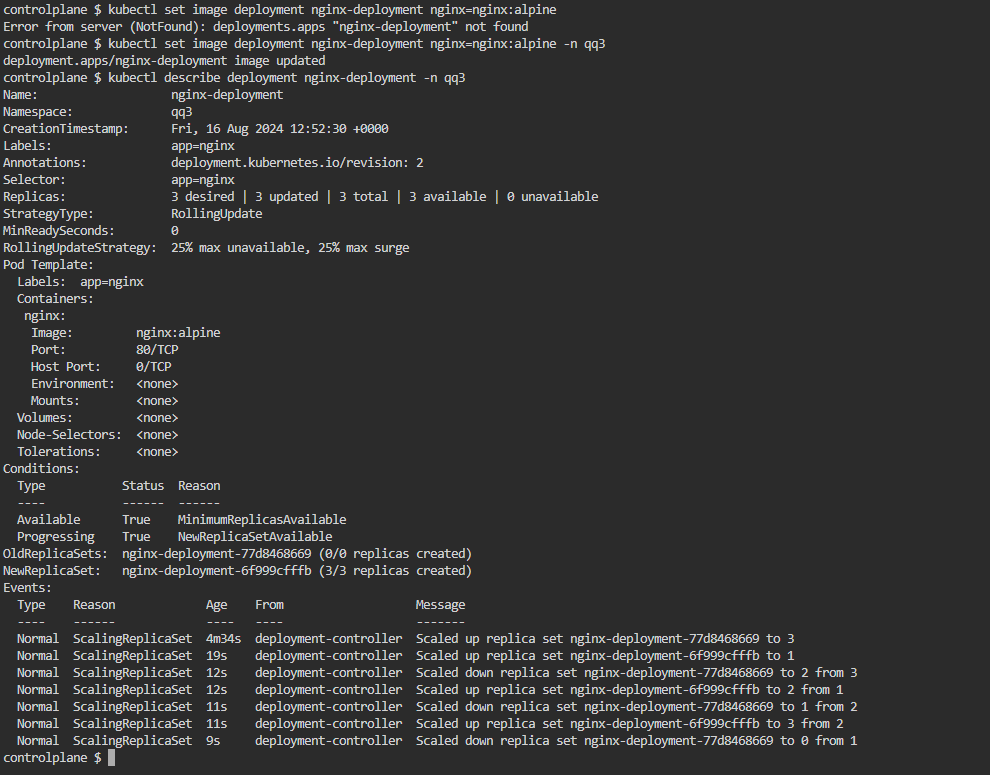 controlplane $ kubectl set image deployment nginx-deployment nginx=nginx:alpine
Error from server (NotFound): deployments.apps "nginx-deployment" not found
controlplane $ kubectl set image deployment nginx-deployment nginx=nginx:alpine -n qq3
deployment.apps/nginx-deployment image updated
controlplane $ kubectl describe deployment nginx-deployment -n qq3
Name:                   nginx-deployment
Namespace:              qq3
CreationTimestamp:      Fri, 16 Aug 2024 12:52:30 +0000
Labels:                 app=nginx
Annotations:            deployment.kubernetes.io/revision: 2
Selector:               app=nginx
Replicas:               3 desired | 3 updated | 3 total | 3 available | 0 unavailable
StrategyType:           RollingUpdate
MinReadySeconds:        0
RollingUpdateStrategy:  25% max unavailable, 25% max surge
Pod Template:
  Labels:  app=nginx
  Containers:
   nginx:
    Image:         nginx:alpine
    Port:          80/TCP
    Host Port:     0/TCP
    Environment:   <none>
    Mounts:        <none>
  Volumes:         <none>
  Node-Selectors:  <none>
  Tolerations:     <none>
Conditions:
  Type           Status  Reason
  ----           ------  ------
  Available      True    MinimumReplicasAvailable
  Progressing    True    NewReplicaSetAvailable
OldReplicaSets:  nginx-deployment-77d8468669 (0/0 replicas created)
NewReplicaSet:   nginx-deployment-6f999cfffb (3/3 replicas created)
Events:
  Type    Reason             Age    From                   Message
  ----    ------             ----   ----                   -------
  Normal  ScalingReplicaSet  4m34s  deployment-controller  Scaled up replica set nginx-deployment-77d8468669 to 3
  Normal  ScalingReplicaSet  19s    deployment-controller  Scaled up replica set nginx-deployment-6f999cfffb to 1
  Normal  ScalingReplicaSet  12s    deployment-controller  Scaled down replica set nginx-deployment-77d8468669 to 2 from 3
  Normal  ScalingReplicaSet  12s    deployment-controller  Scaled up replica set nginx-deployment-6f999cfffb to 2 from 1
  Normal  ScalingReplicaSet  11s    deployment-controller  Scaled down replica set nginx-deployment-77d8468669 to 1 from 2
  Normal  ScalingReplicaSet  11s    deployment-controller  Scaled up replica set nginx-deployment-6f999cfffb to 3 from 2
  Normal  ScalingReplicaSet  9s     deployment-controller  Scaled down replica set nginx-deployment-77d8468669 to 0 from 1
controlplane $